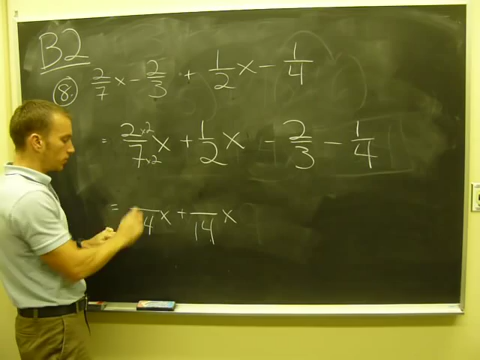 B2
8. 2/7 x - 2/3 + 1/2 x - 1/4
= 2×2/7×2 x + 1/2 x - 2/3 - 1/4
= /14 x + /14 x